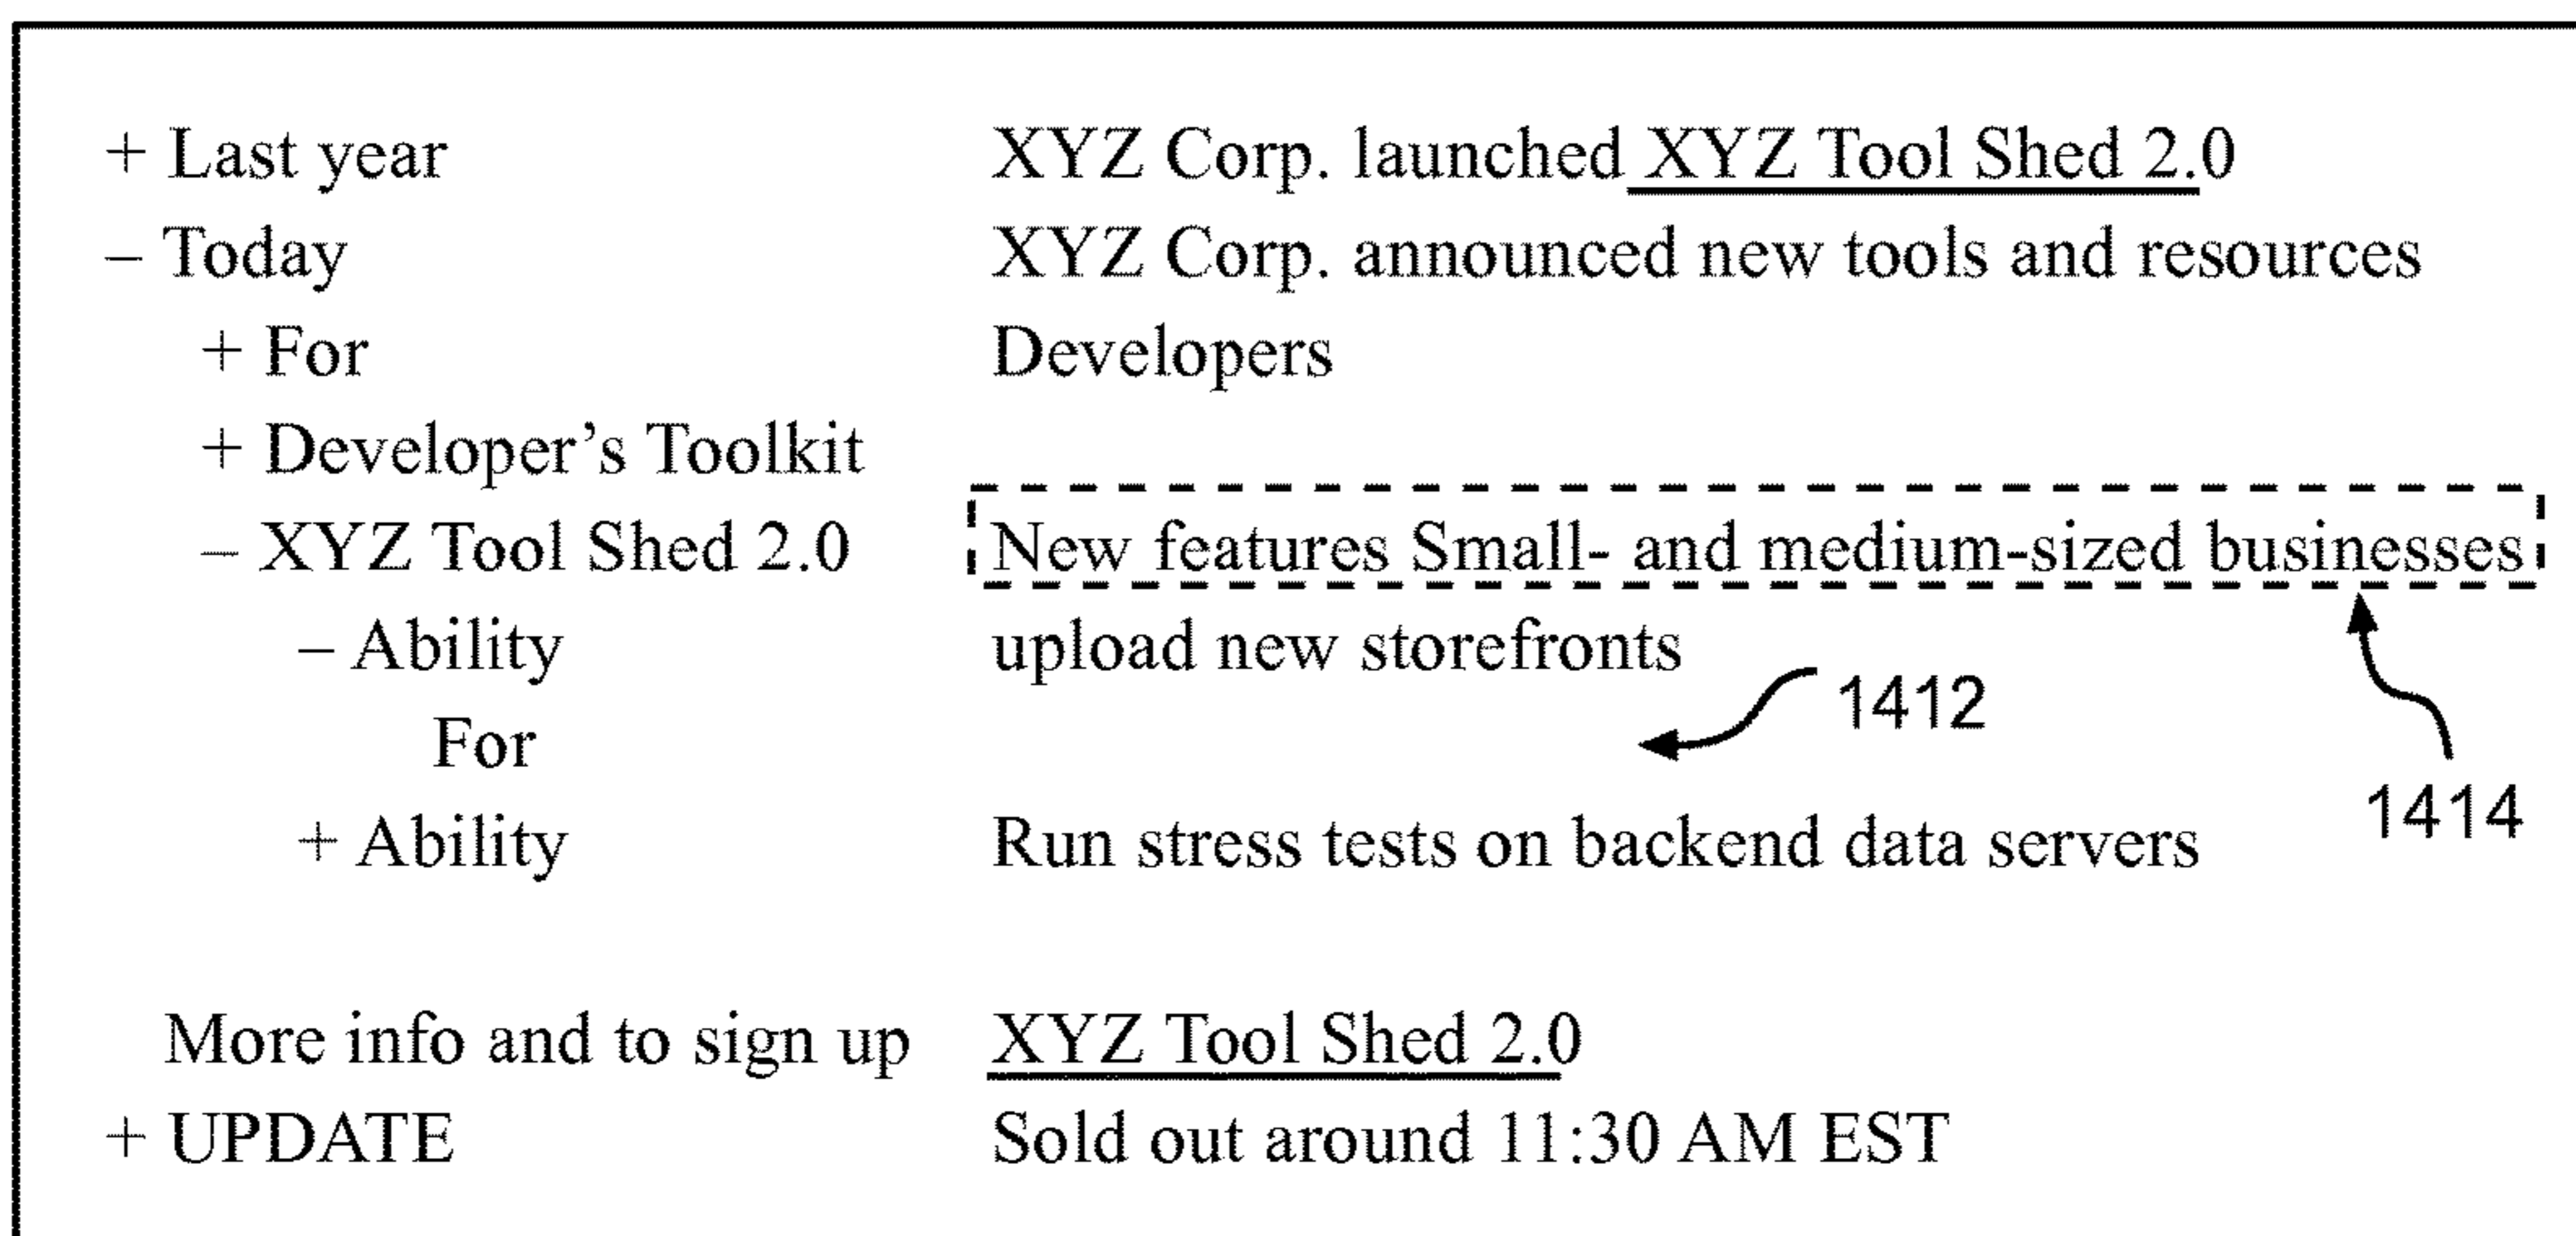 + Last year XYZ Corp. launched XYZ Tool Shed 2.0
– Today XYZ Corp. announced new tools and resources
+ For Developers
+ Developer’s Toolkit
– XYZ Tool Shed 2.0 New features Small- and medium-sized businesses
– Ability upload new storefronts
1412
For
1414
+ Ability Run stress tests on backend data servers
More info and to sign up XYZ Tool Shed 2.0
+ UPDATE Sold out around 11:30 AM EST